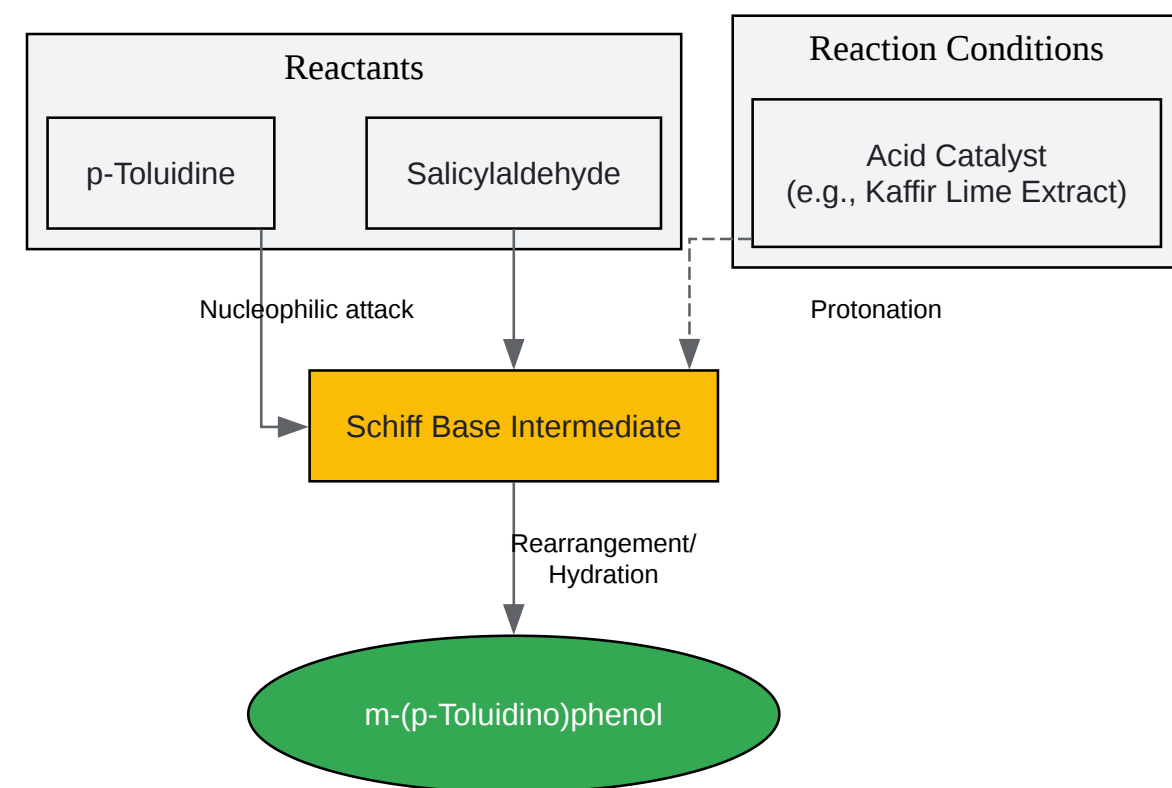 Reactants
Reaction Conditions
p-Toluidine
Salicylaldehyde
Acid Catalyst
(e.g., Kaffir Lime Extract)
Nucleophilic attack
Protonation
Schiff Base Intermediate
Rearrangement/
Hydration
m-(p-Toluidino)phenol